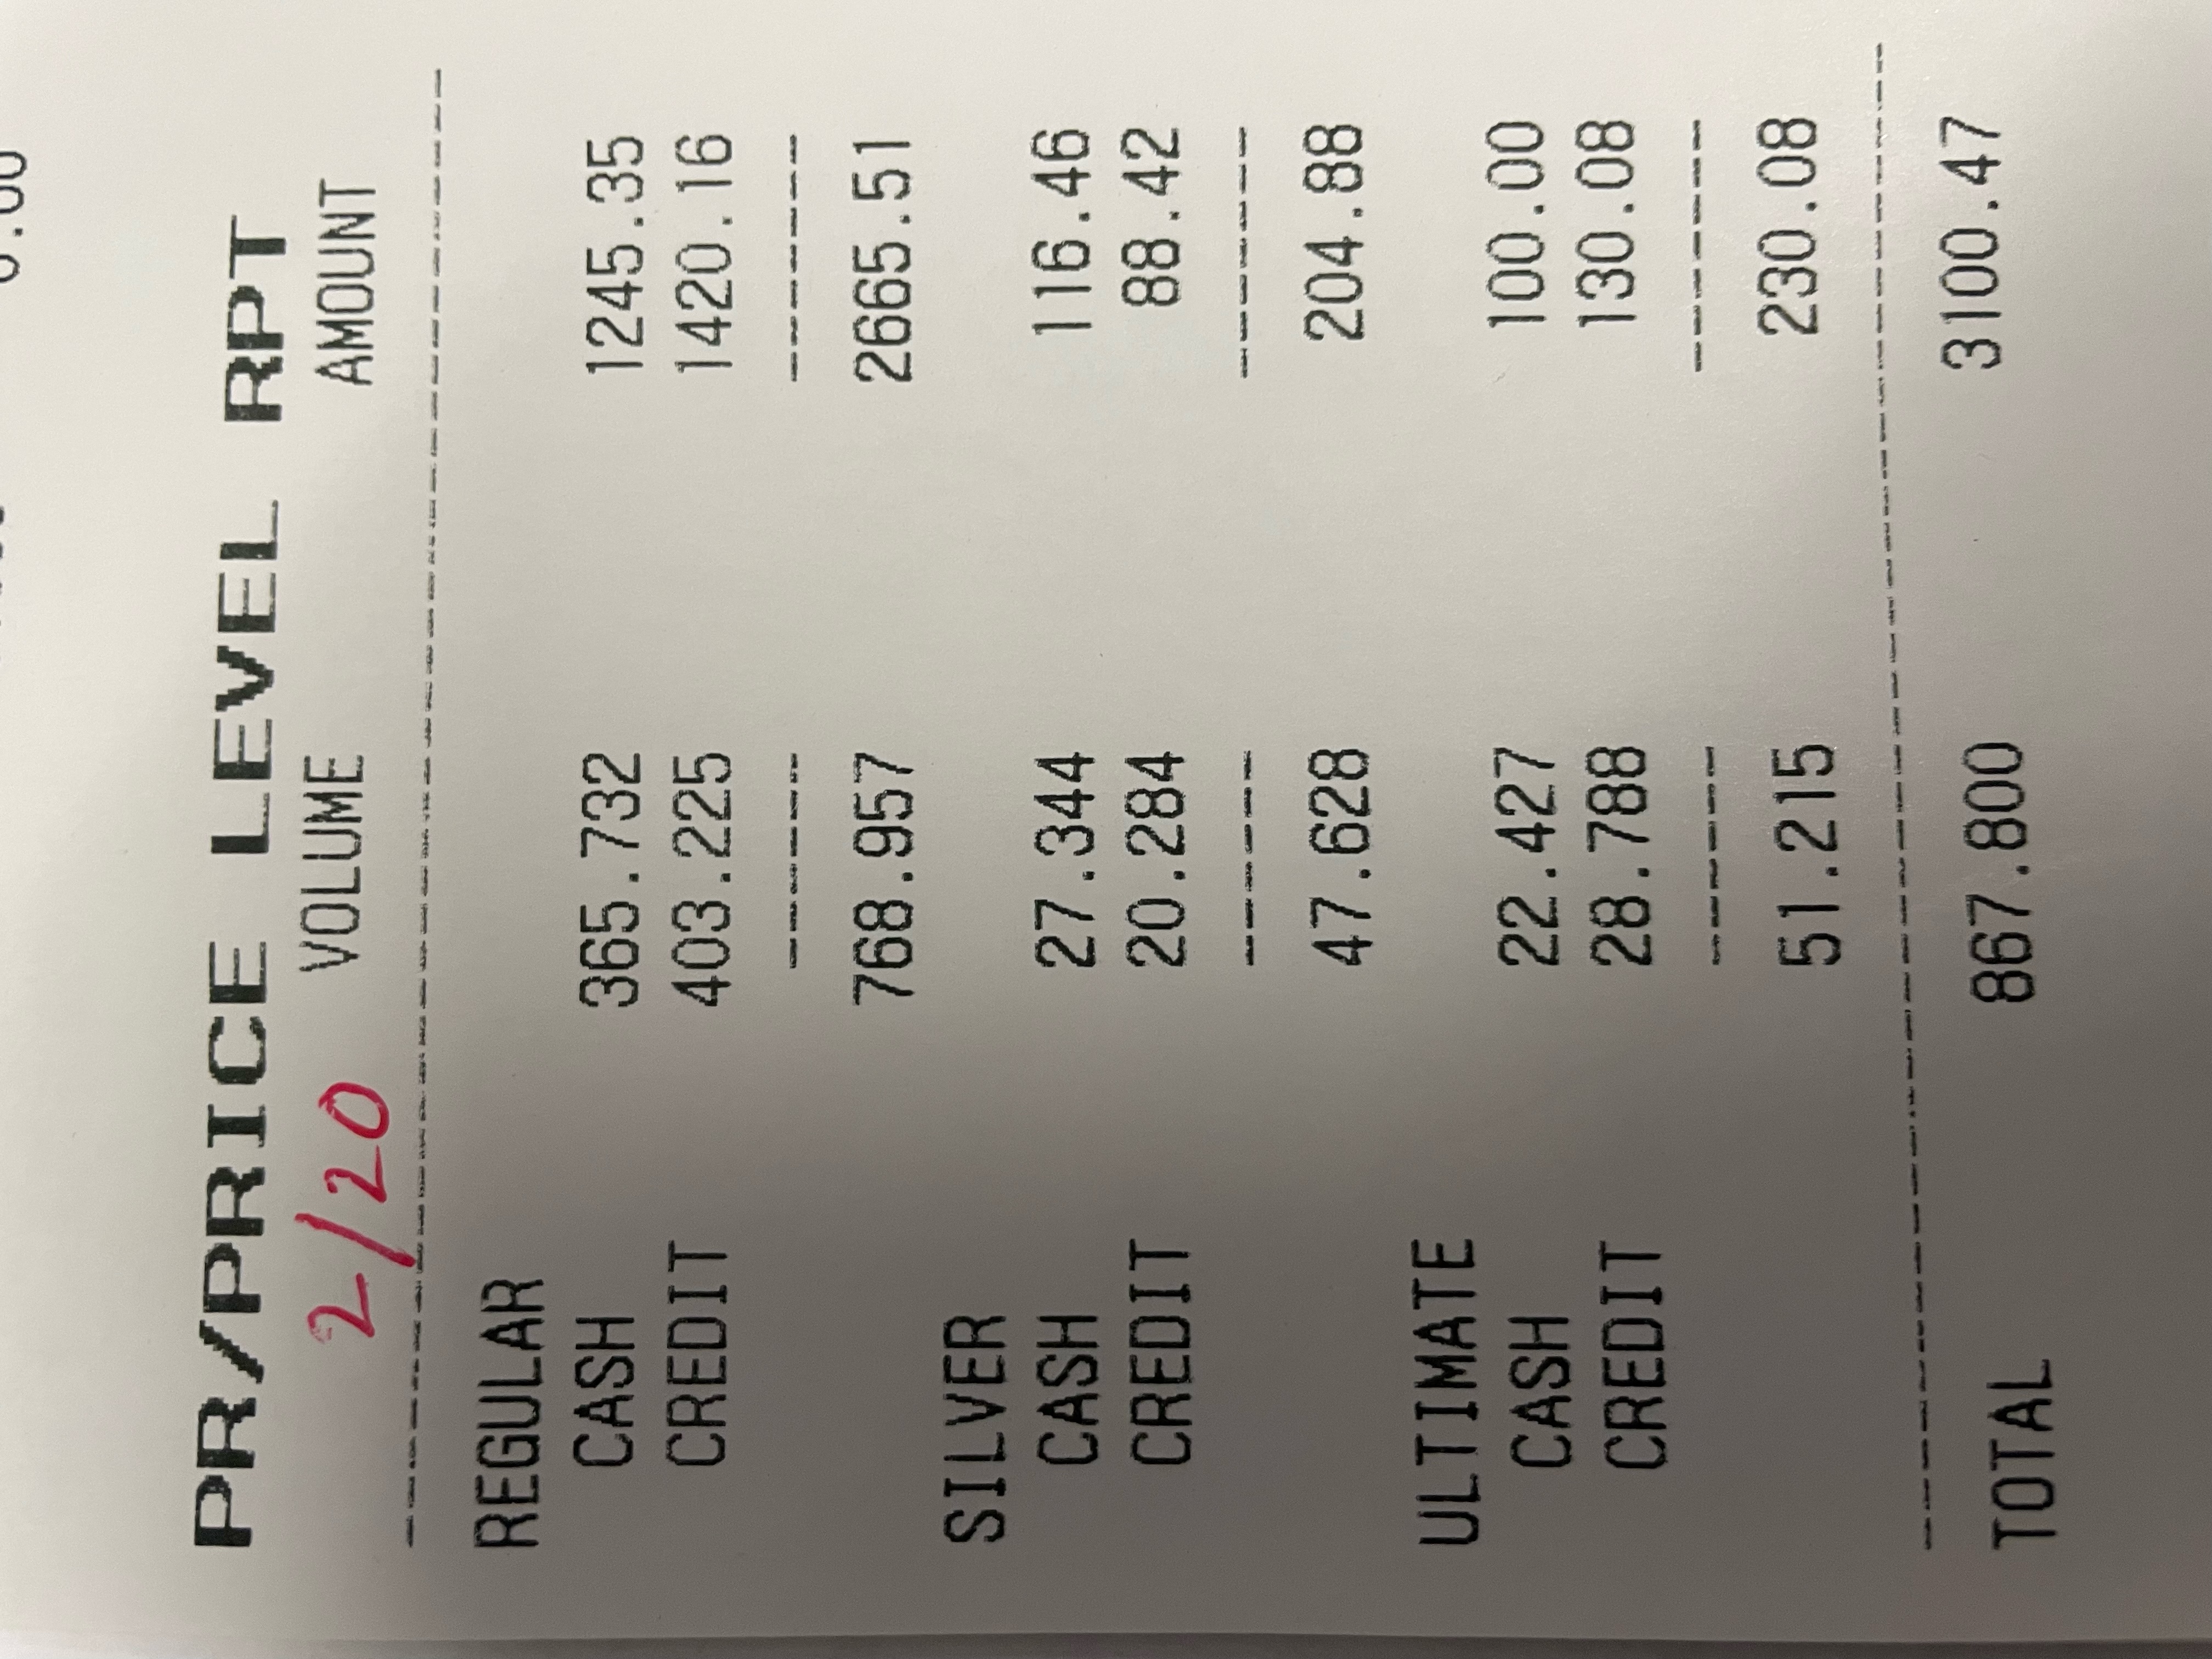 0.00
PR/PRICE LEVEL RPT
2/20 VOLUME AMOUNT
REGULAR
CASH 365.732 1245.35
CREDIT 403.225 1420.16
768.957 2665.51
SILVER
CASH 27.344 116.46
CREDIT 20.284 88.42
47.628 204.88
ULTIMATE
CASH 22.427 100.00
CREDIT 28.788 130.08
51.215 230.08
TOTAL 867.800 3100.47